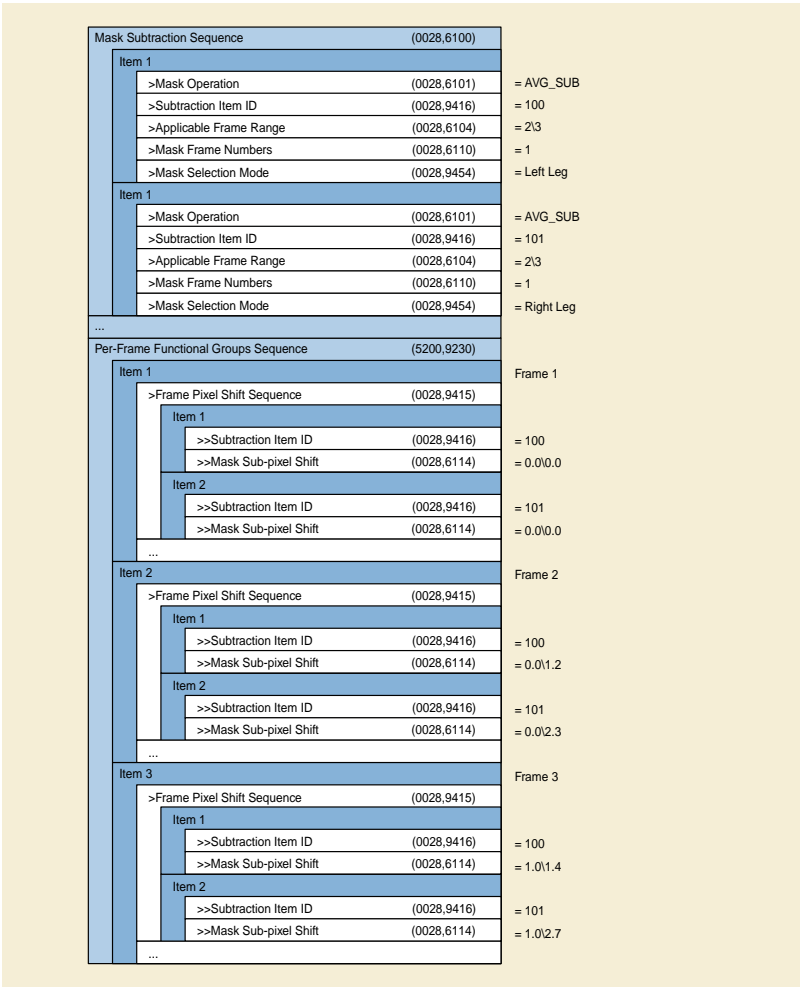 Mask Subtraction Sequence (0028,6100)
Item 1
>Mask Operation (0028,6101) = AVG_SUB
>Subtraction Item ID (0028,9416) = 100
>Applicable Frame Range (0028,6104) = 2\3
>Mask Frame Numbers (0028,6110) = 1
>Mask Selection Mode (0028,9454) = Left Leg
Item 1
>Mask Operation (0028,6101) = AVG_SUB
>Subtraction Item ID (0028,9416) = 101
>Applicable Frame Range (0028,6104) = 2\3
>Mask Frame Numbers (0028,6110) = 1
>Mask Selection Mode (0028,9454) = Right Leg
...
Per-Frame Functional Groups Sequence (5200,9230)
Item 1 Frame 1
>Frame Pixel Shift Sequence (0028,9415)
Item 1
>>Subtraction Item ID (0028,9416) = 100
>>Mask Sub-pixel Shift (0028,6114) = 0.0\0.0
Item 2
>>Subtraction Item ID (0028,9416) = 101
>>Mask Sub-pixel Shift (0028,6114) = 0.0\0.0
...
Item 2 Frame 2
>Frame Pixel Shift Sequence (0028,9415)
Item 1
>>Subtraction Item ID (0028,9416) = 100
>>Mask Sub-pixel Shift (0028,6114) = 0.0\1.2
Item 2
>>Subtraction Item ID (0028,9416) = 101
>>Mask Sub-pixel Shift (0028,6114) = 0.0\2.3
...
Item 3 Frame 3
>Frame Pixel Shift Sequence (0028,9415)
Item 1
>>Subtraction Item ID (0028,9416) = 100
>>Mask Sub-pixel Shift (0028,6114) = 1.0\1.4
Item 2
>>Subtraction Item ID (0028,9416) = 101
>>Mask Sub-pixel Shift (0028,6114) = 1.0\2.7
...